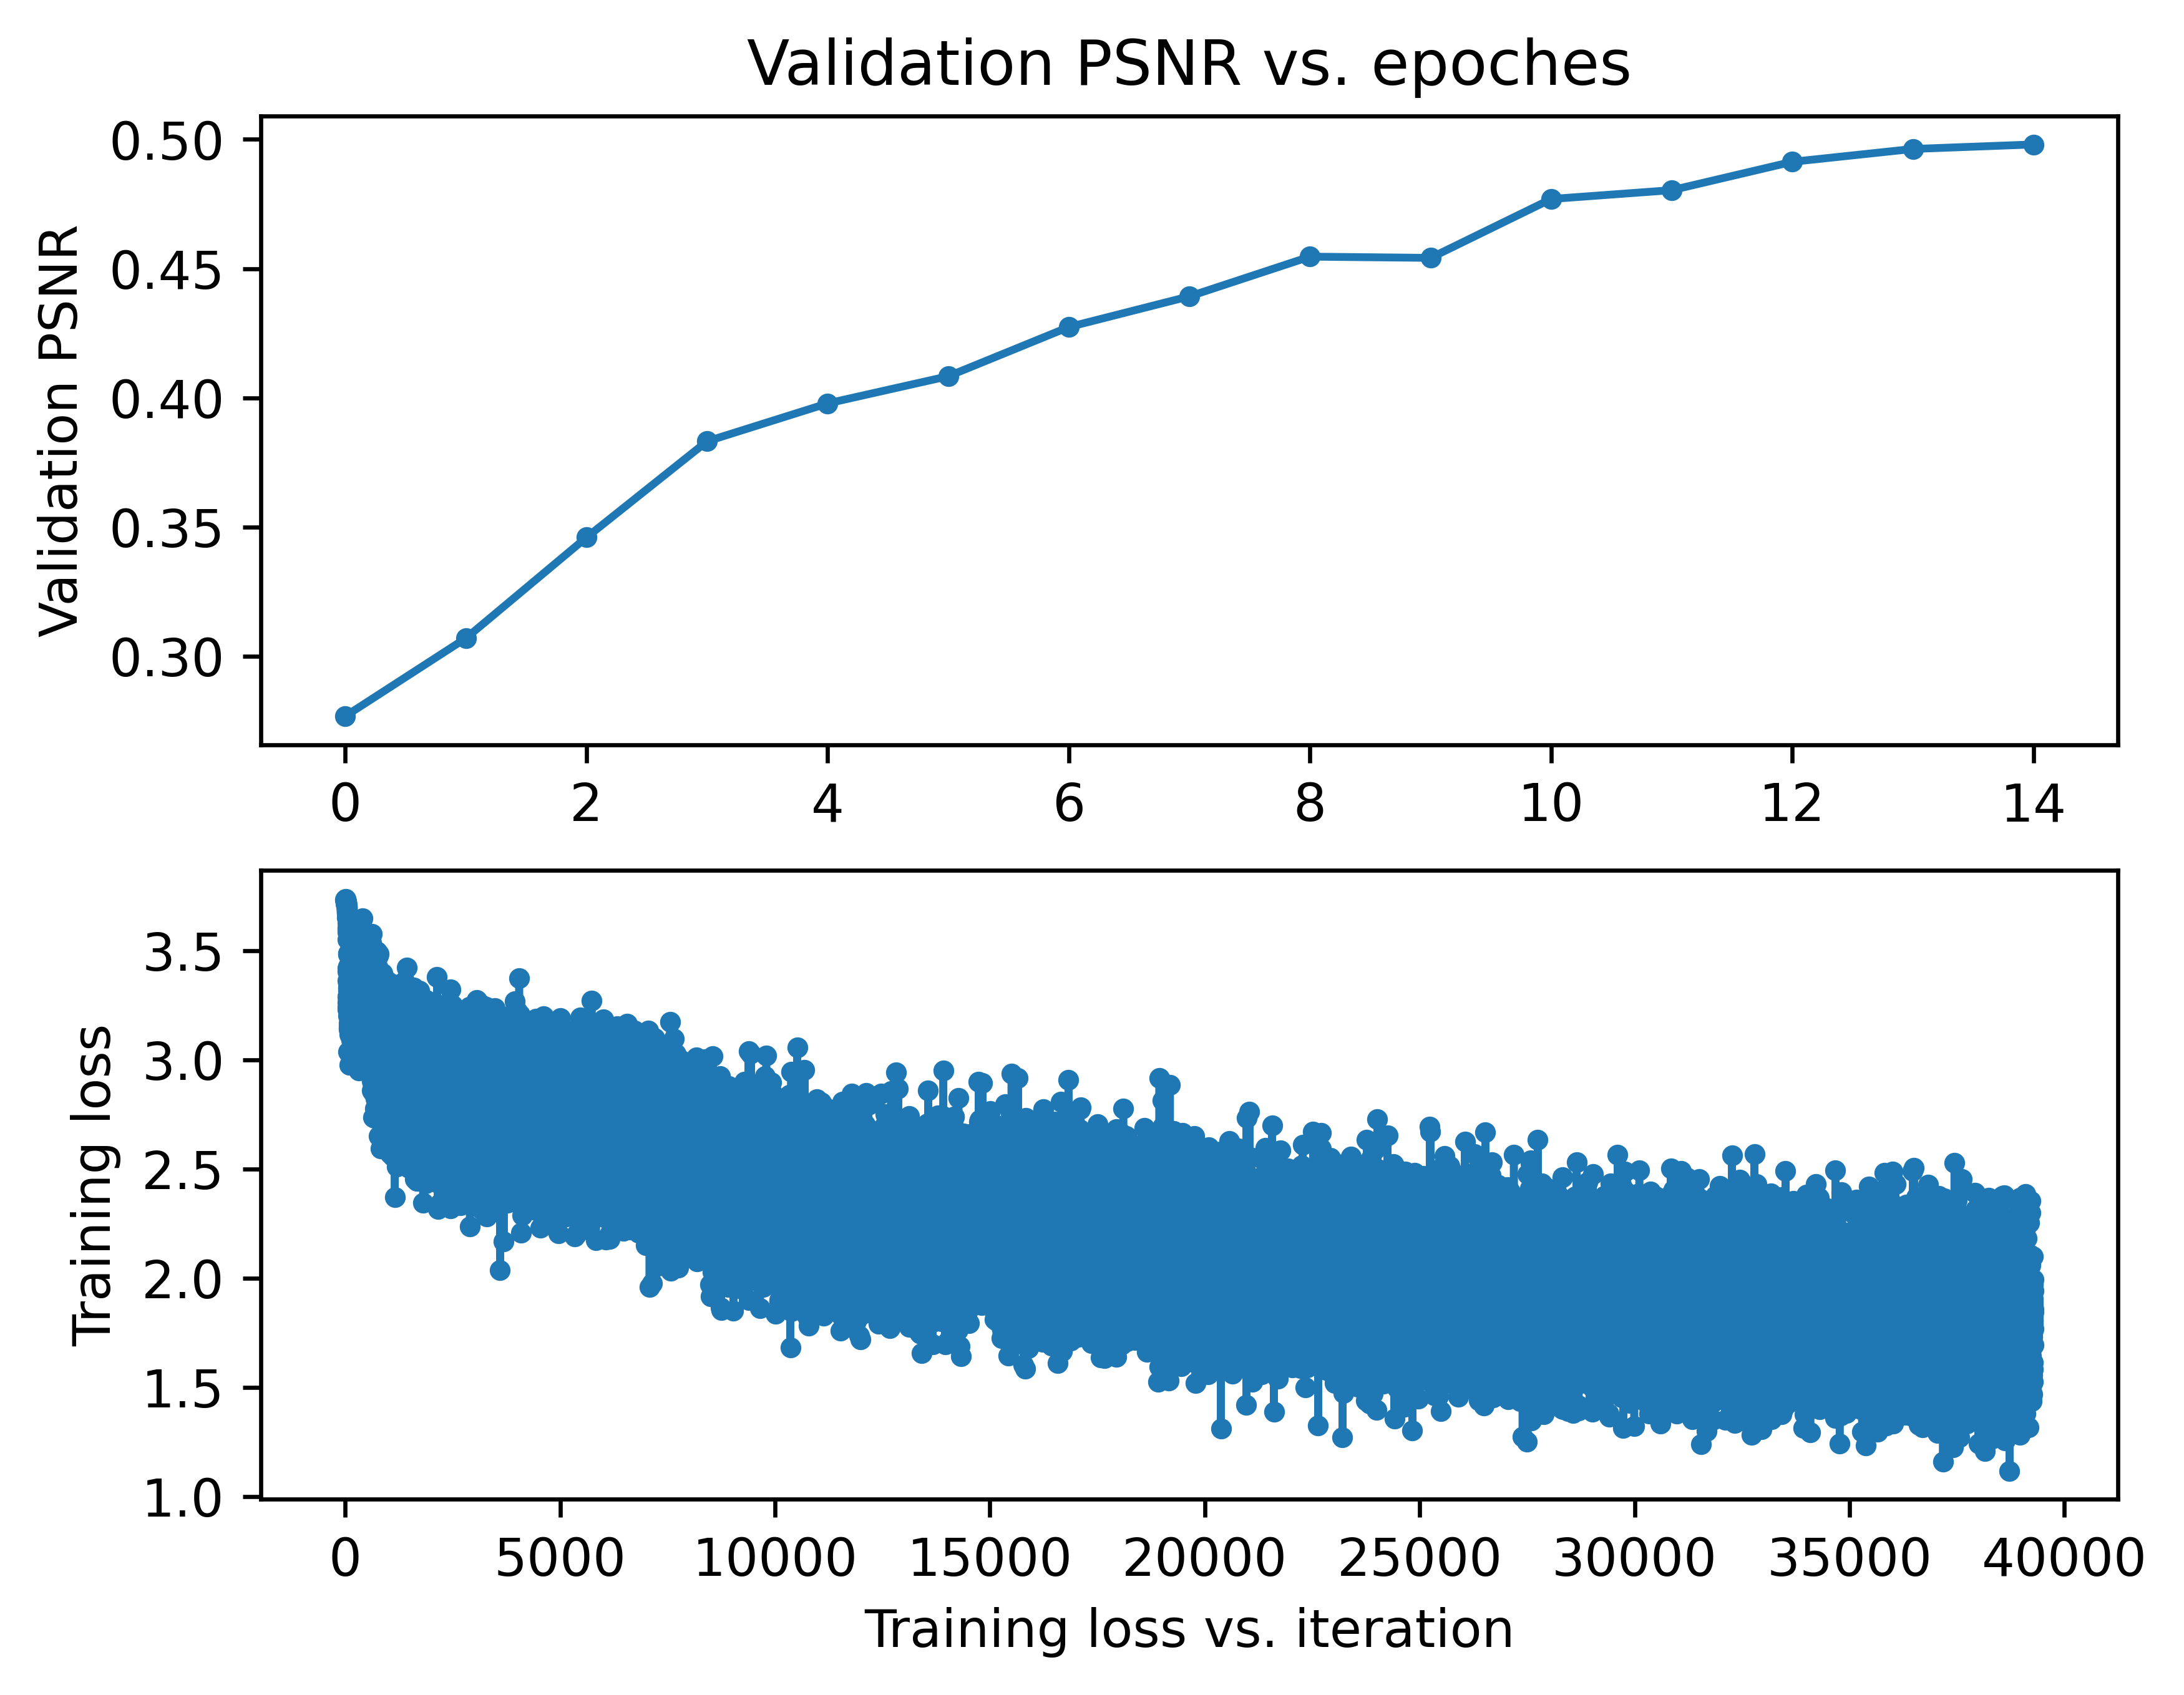 Validation PSNR vs. epoches
Validation PSNR
0.50
0.45
0.40
0.35
0.30
0 2 4 6 8 10 12 14
Training loss
3.5
3.0
2.5
2.0
1.5
1.0
0 5000 10000 15000 20000 25000 30000 35000 40000
Training loss vs. iteration